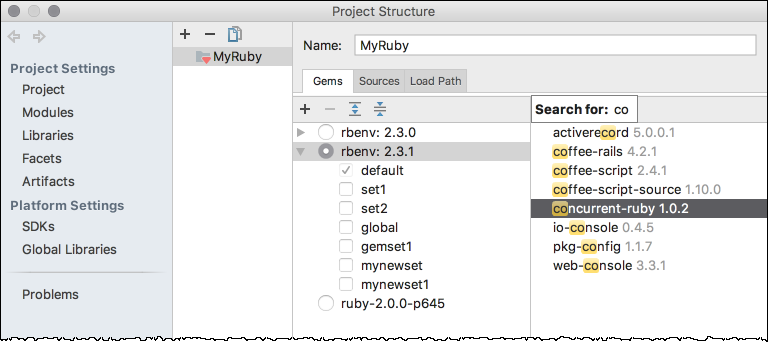 Project Structure
Project Settings
Project
Modules
Libraries
Facets
Artifacts
Platform Settings
SDKs
Global Libraries
Problems
MyRuby
Name: MyRuby
Gems Sources Load Path
rbenv: 2.3.0
rbenv: 2.3.1
default
set1
set2
global
gemset1
mynewset
mynewset1
ruby-2.0.0-p645
Search for: co
activerecord 5.0.0.1
coffee-rails 4.2.1
coffee-script 2.4.1
coffee-script-source 1.10.0
concurrent-ruby 1.0.2
io-console 0.4.5
pkg-config 1.1.7
web-console 3.3.1